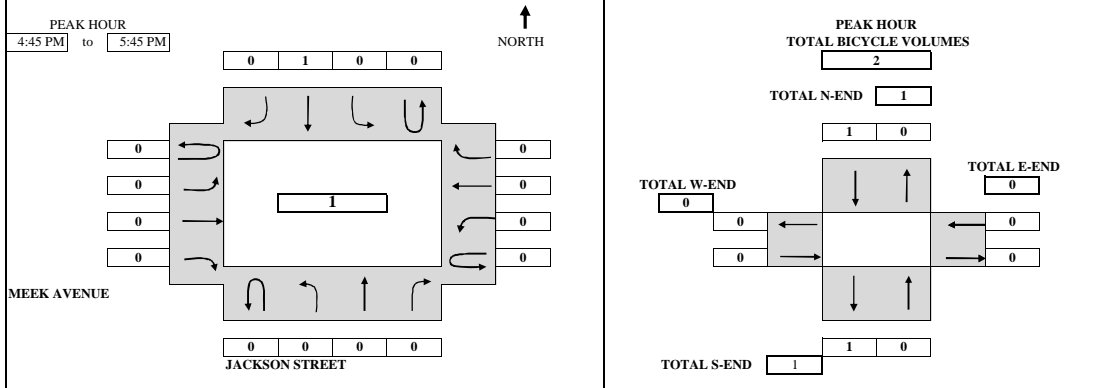 PEAK HOUR
4:45 PM to 5:45 PM
NORTH
0 1 0 0
0 0
0 0
1
0 0
0 0
MEEK AVENUE
0 0 0 0
JACKSON STREET
PEAK HOUR
TOTAL BICYCLE VOLUMES
2
TOTAL N-END 1
1 0
TOTAL E-END
0
TOTAL W-END
0
0 0
0 0
1 0
TOTAL S-END 1